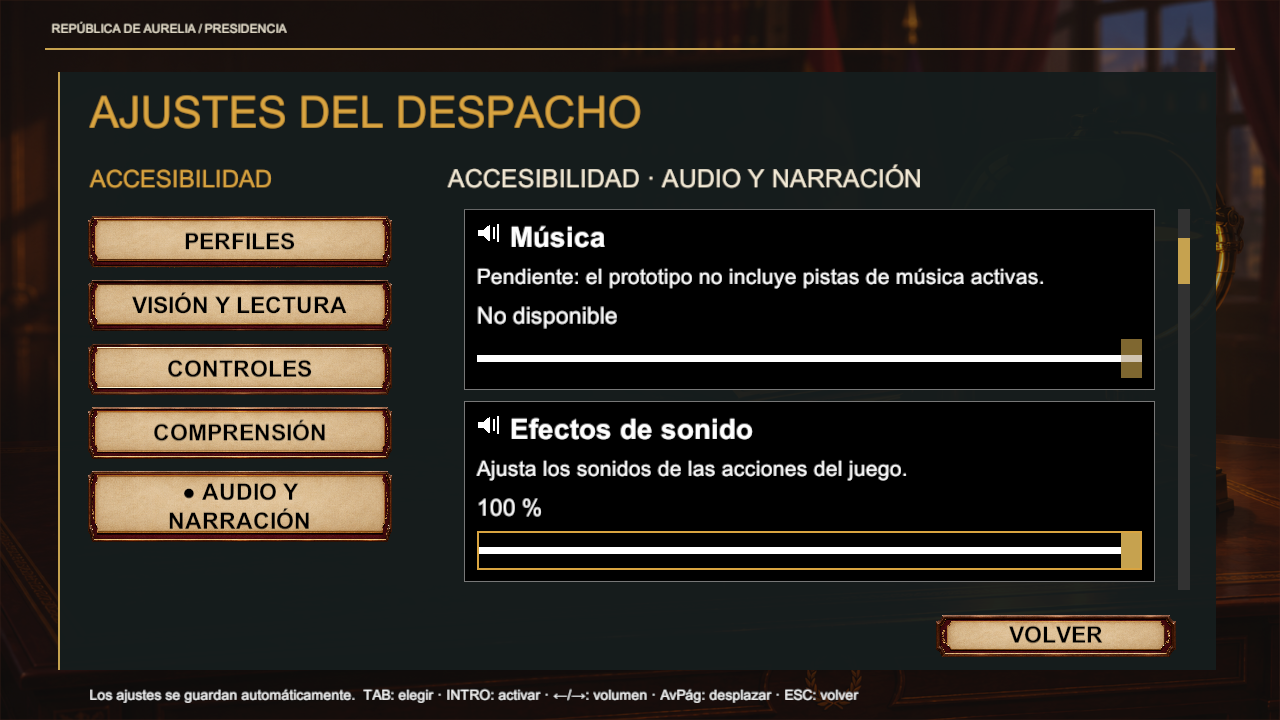 REPÚBLICA DE AURELIA / PRESIDENCIA
AJUSTES DEL DESPACHO
ACCESIBILIDAD
PERFILES
VISIÓN Y LECTURA
CONTROLES
COMPRENSIÓN
● AUDIO Y
NARRACIÓN
ACCESIBILIDAD · AUDIO Y NARRACIÓN
Música
Pendiente: el prototipo no incluye pistas de música activas.
No disponible
Efectos de sonido
Ajusta los sonidos de las acciones del juego.
100 %
VOLVER
Los ajustes se guardan automáticamente. TAB: elegir · INTRO: activar · ←/→: volumen · AvPág: desplazar · ESC: volver